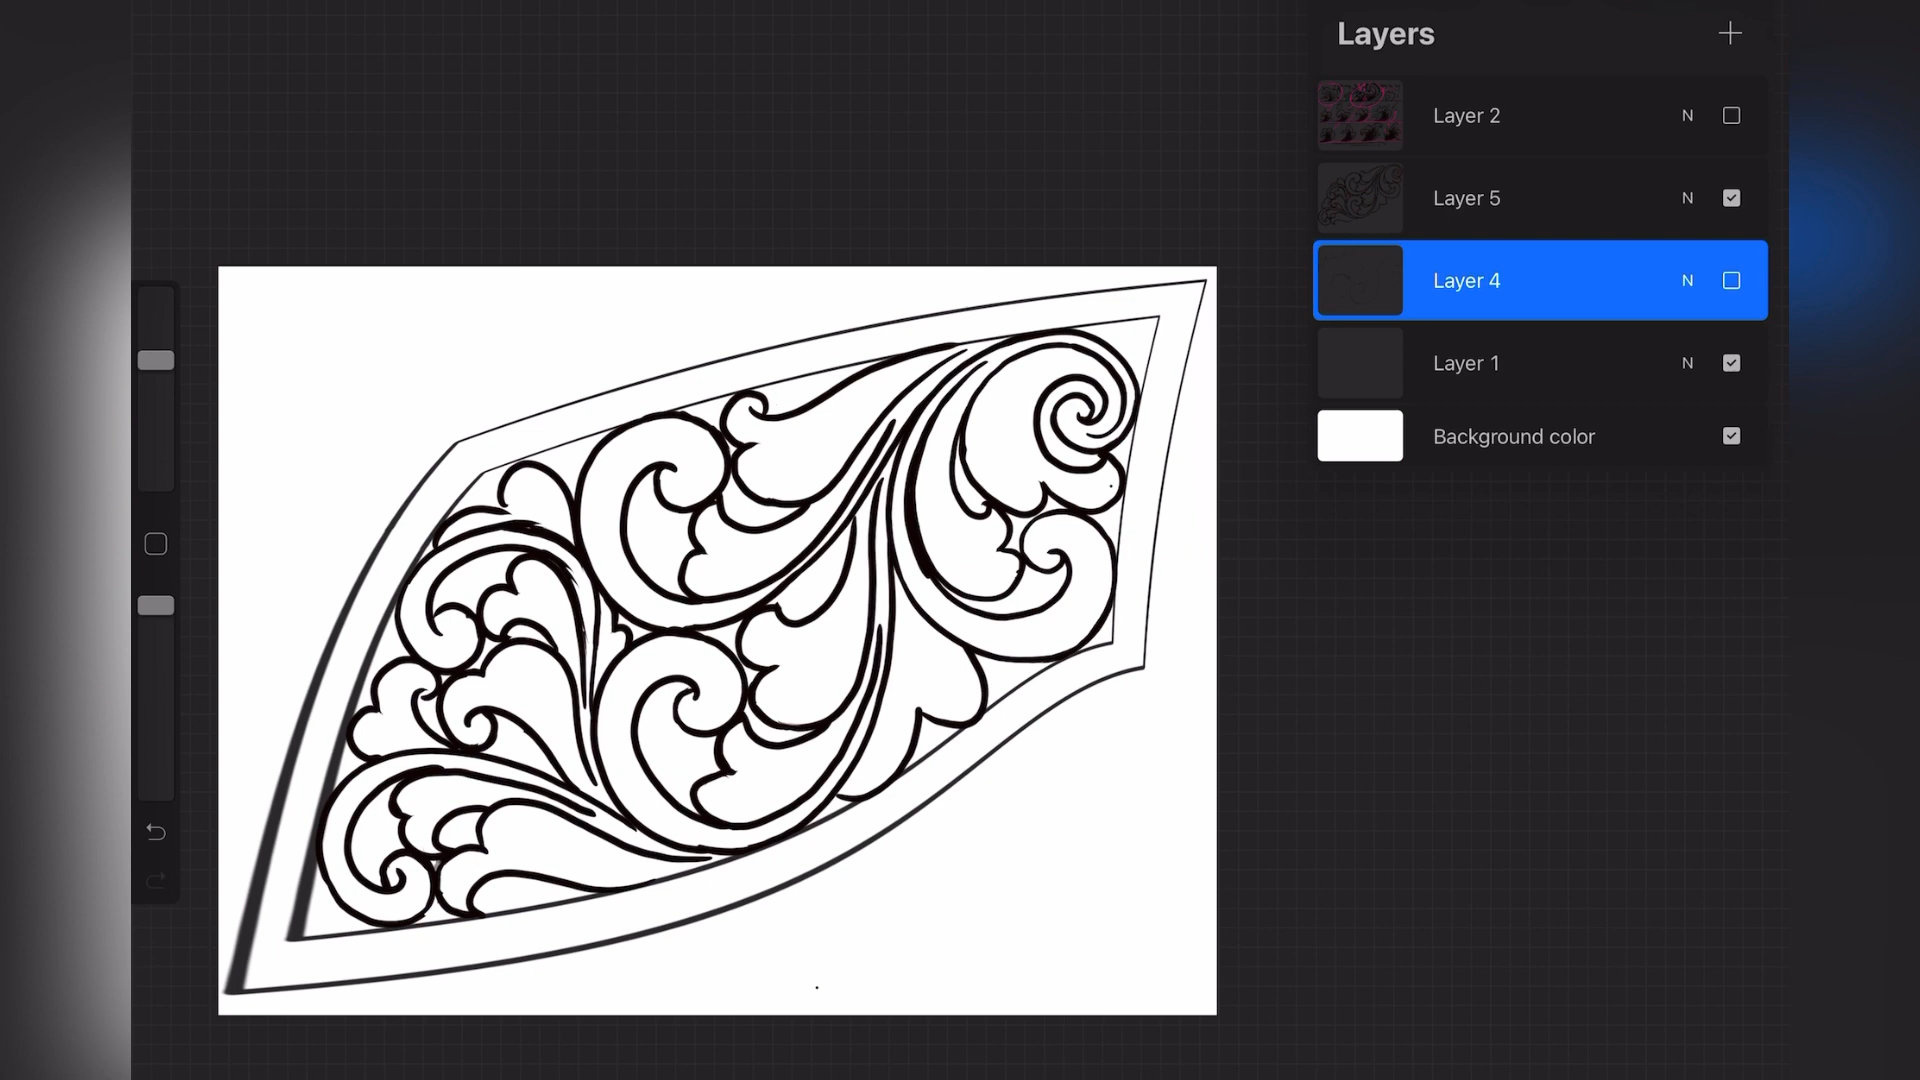 Layers
Layer 2 N
Layer 5 N
Layer 4 N
Layer 1 N
Background color